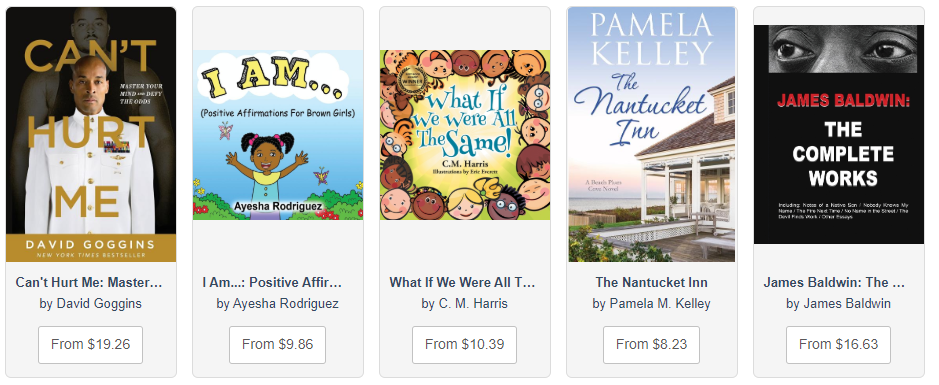 CAN'T
MASTER YOUR
MIND AND DEFY
THE ODDS
HURT
ME
DAVID GOGGINS
NEW YORK TIMES BESTSELLER
Can't Hurt Me: Master…
by David Goggins
From $19.26
I AM...
(Positive Affirmations For Brown Girls)
Ayesha Rodriguez
I Am...: Positive Affir…
by Ayesha Rodriguez
From $9.86
WINNER
What If
We Were All
The Same!
C.M. Harris
Illustrations by Eric Everett
What If We Were All T…
by C. M. Harris
From $10.39
PAMELA
KELLEY
The
Nantucket
Inn
A Beach Plum
Cove Novel
The Nantucket Inn
by Pamela M. Kelley
From $8.23
JAMES BALDWIN:
THE
COMPLETE
WORKS
Including: Notes of a Native Son / Nobody Knows My
Name / The Fire Next Time / No Name in the Street / The
Devil Finds Work / Other Essays
James Baldwin: The …
by James Baldwin
From $16.63